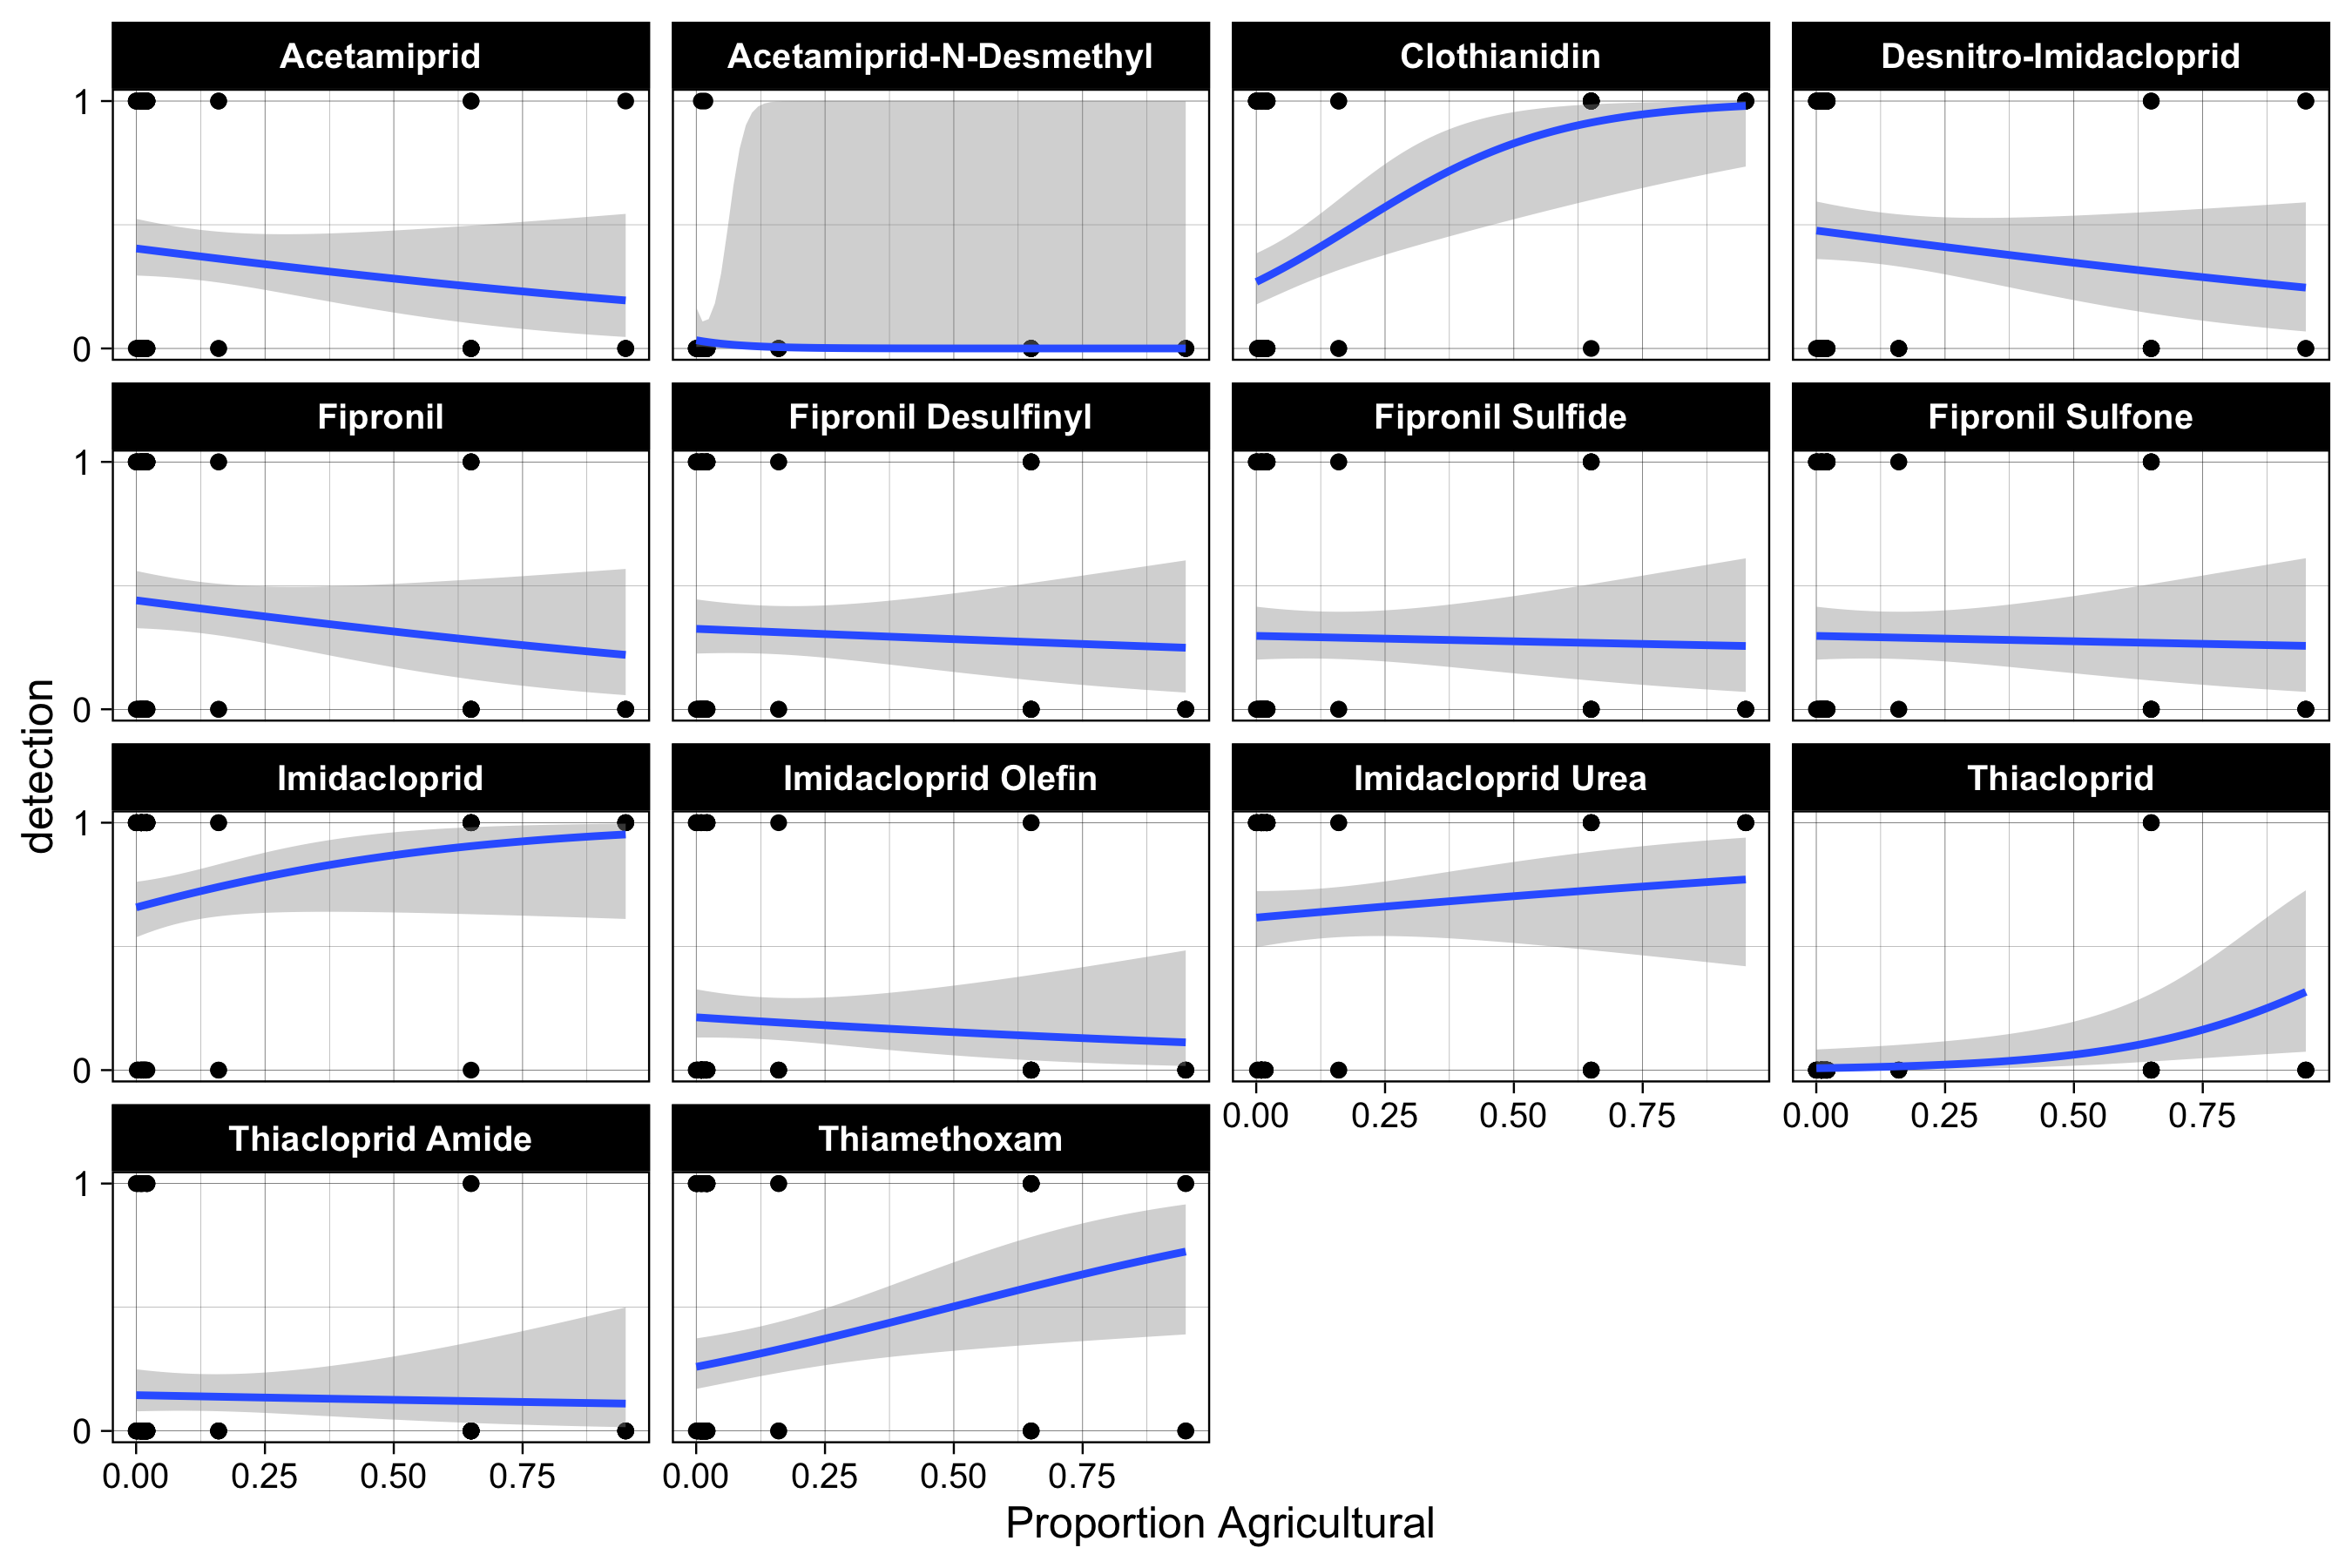 Acetamiprid Acetamiprid-N-Desmethyl Clothianidin Desnitro-Imidacloprid
1
0
Fipronil Fipronil Desulfinyl Fipronil Sulfide Fipronil Sulfone
1
0
detection
Imidacloprid Imidacloprid Olefin Imidacloprid Urea Thiacloprid
1
0
0.00 0.25 0.50 0.75 0.00 0.25 0.50 0.75
Thiacloprid Amide Thiamethoxam
1
0
0.00 0.25 0.50 0.75 0.00 0.25 0.50 0.75
Proportion Agricultural